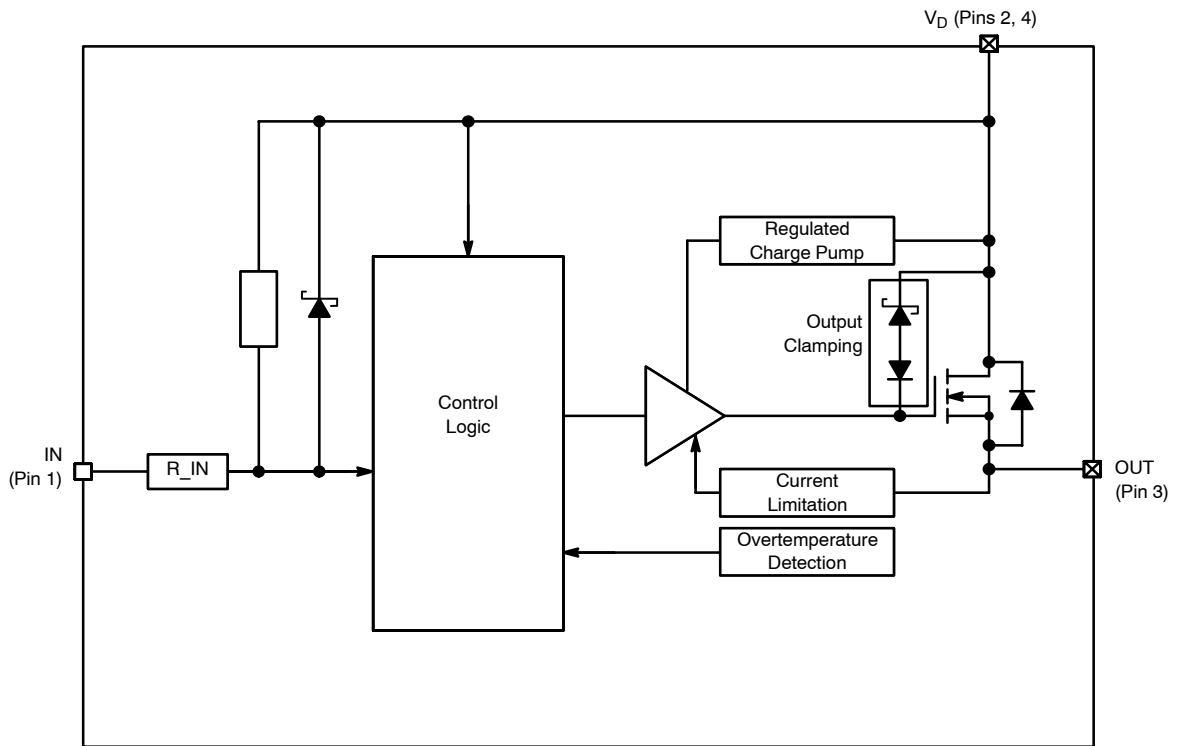 V_D (Pins 2, 4)
Regulated
Charge Pump
Output
Clamping
Control
Logic
IN
(Pin 1)
R_IN
Current
Limitation
OUT
(Pin 3)
Overtemperature
Detection